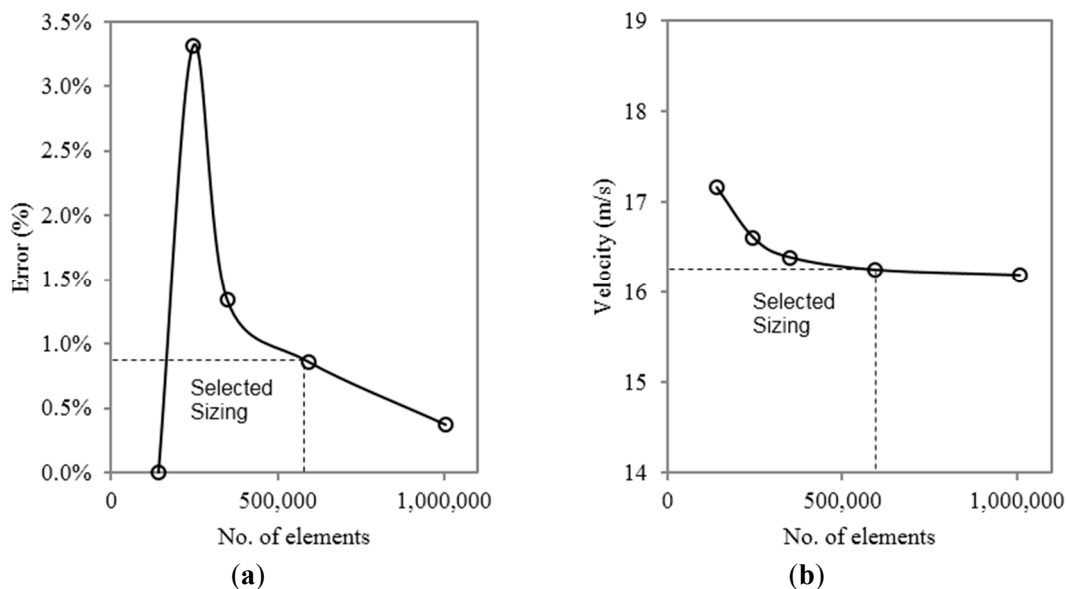 3.5%
3.0%
2.5%
2.0%
1.5%
1.0%
0.5%
0.0%
Error (%)
Selected
Sizing
0
500,000
1,000,000
No. of elements
(a)
19
18
17
16
15
14
Velocity (m/s)
Selected
Sizing
0
500,000
1,000,000
No. of elements
(b)